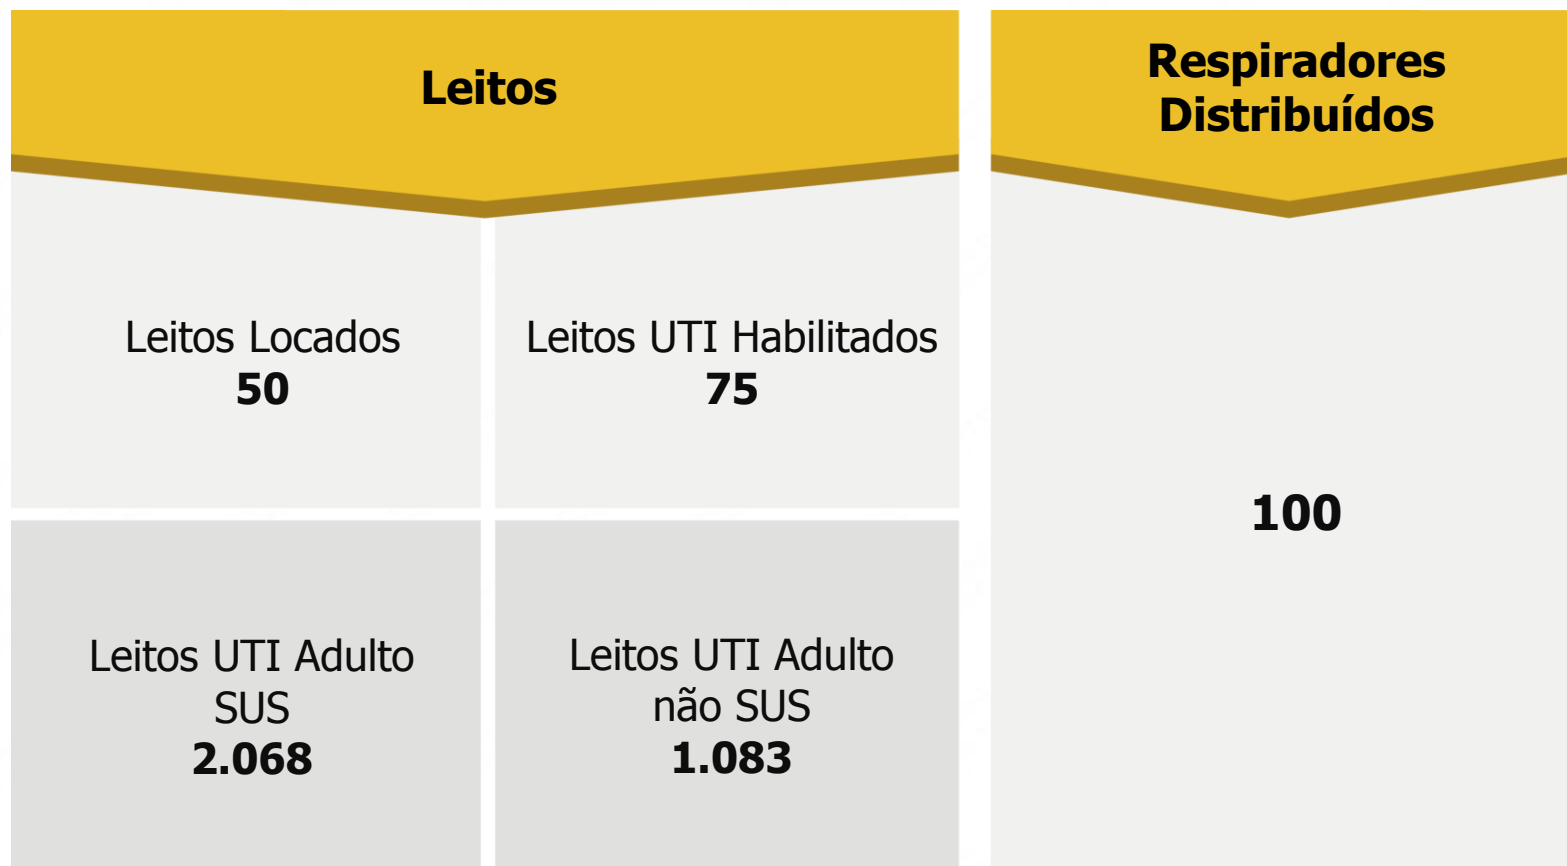 Leitos
Leitos Locados
50
Leitos UTI Habilitados
75
Leitos UTI Adulto
SUS
2.068
Leitos UTI Adulto
não SUS
1.083
Respiradores
Distribuídos
100